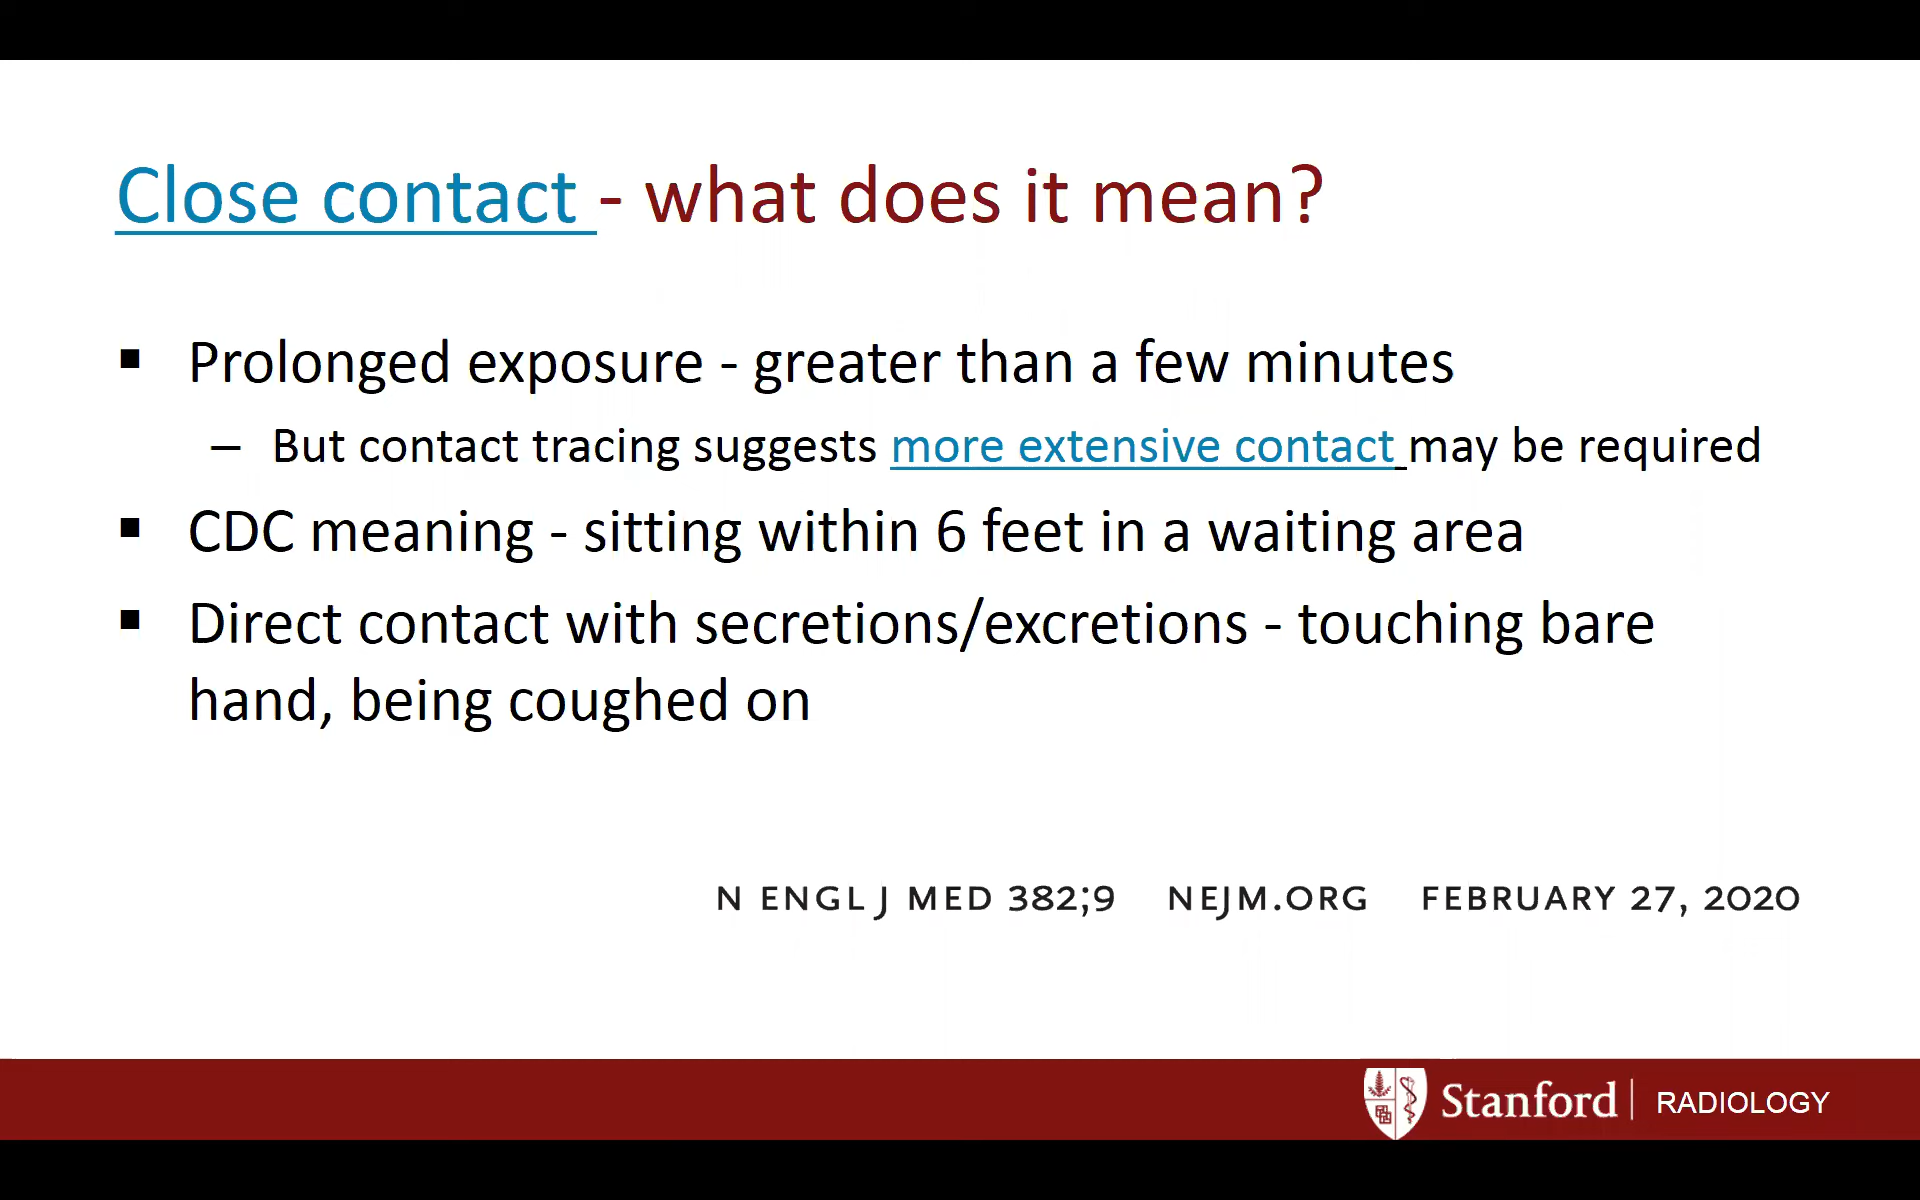 Close contact - what does it mean?
▪ Prolonged exposure - greater than a few minutes
– But contact tracing suggests more extensive contact may be required
▪ CDC meaning - sitting within 6 feet in a waiting area
▪ Direct contact with secretions/excretions - touching bare
hand, being coughed on
N ENGL J MED 382;9 NEJM.ORG FEBRUARY 27, 2020
Stanford RADIOLOGY